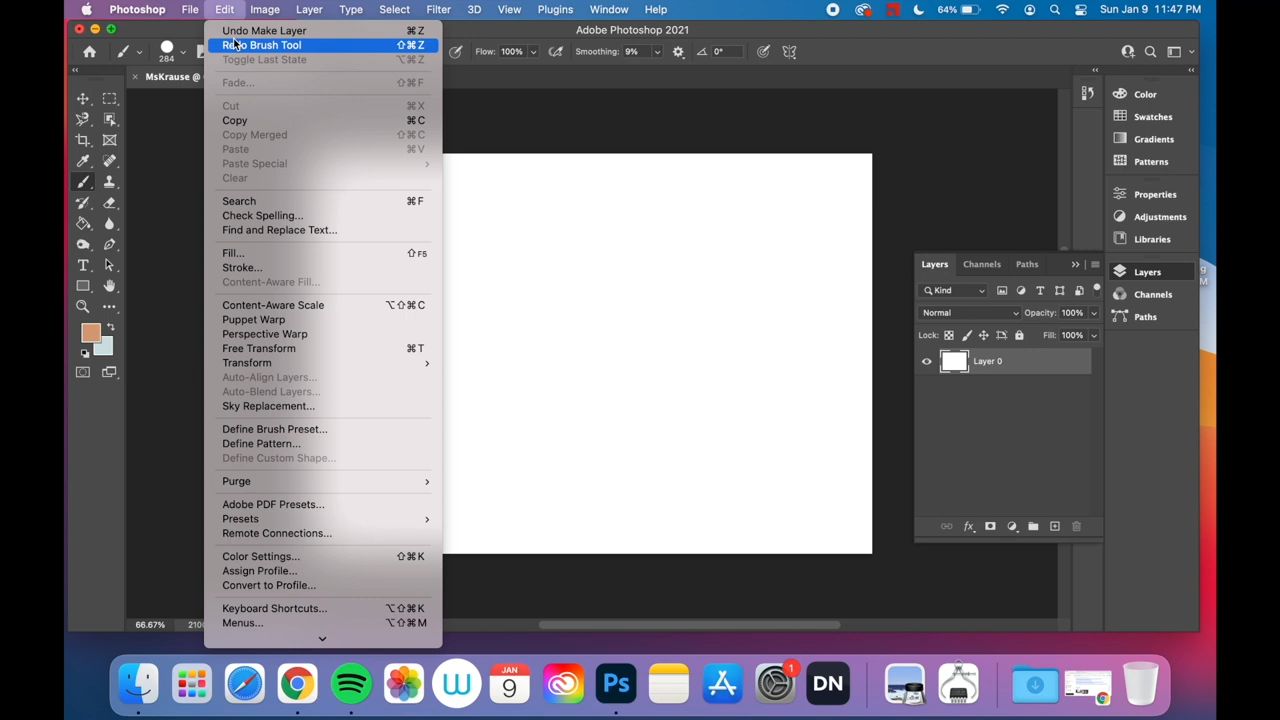 Photoshop File Edit Image Layer Type Select Filter 3D View Plugins Window Help 64% Sun Jan 9 11:47 PM
Adobe Photoshop 2021
284 Flow: 100% Smoothing: 9% 0°
MsKrause @
Undo Make Layer ⌘Z
Redo Brush Tool ⇧⌘Z
Toggle Last State ⌥⌘Z
Fade... ⇧⌘F
Cut ⌘X
Copy ⌘C
Copy Merged ⇧⌘C
Paste ⌘V
Paste Special
Clear
Search ⌘F
Check Spelling...
Find and Replace Text...
Fill... ⇧F5
Stroke...
Content-Aware Fill...
Content-Aware Scale ⌥⇧⌘C
Puppet Warp
Perspective Warp
Free Transform ⌘T
Transform
Auto-Align Layers...
Auto-Blend Layers...
Sky Replacement...
Define Brush Preset...
Define Pattern...
Define Custom Shape...
Purge
Adobe PDF Presets...
Presets
Remote Connections...
Color Settings... ⇧⌘K
Assign Profile...
Convert to Profile...
Keyboard Shortcuts... ⌥⇧⌘K
Menus... ⌥⇧⌘M
66.67% 2100
Color
Swatches
Gradients
Patterns
Properties
Adjustments
Libraries
Layers
Channels
Paths
Layers Channels Paths
Kind
Normal Opacity: 100%
Lock: Fill: 100%
Layer 0
JAN
9
Ps
DN
1